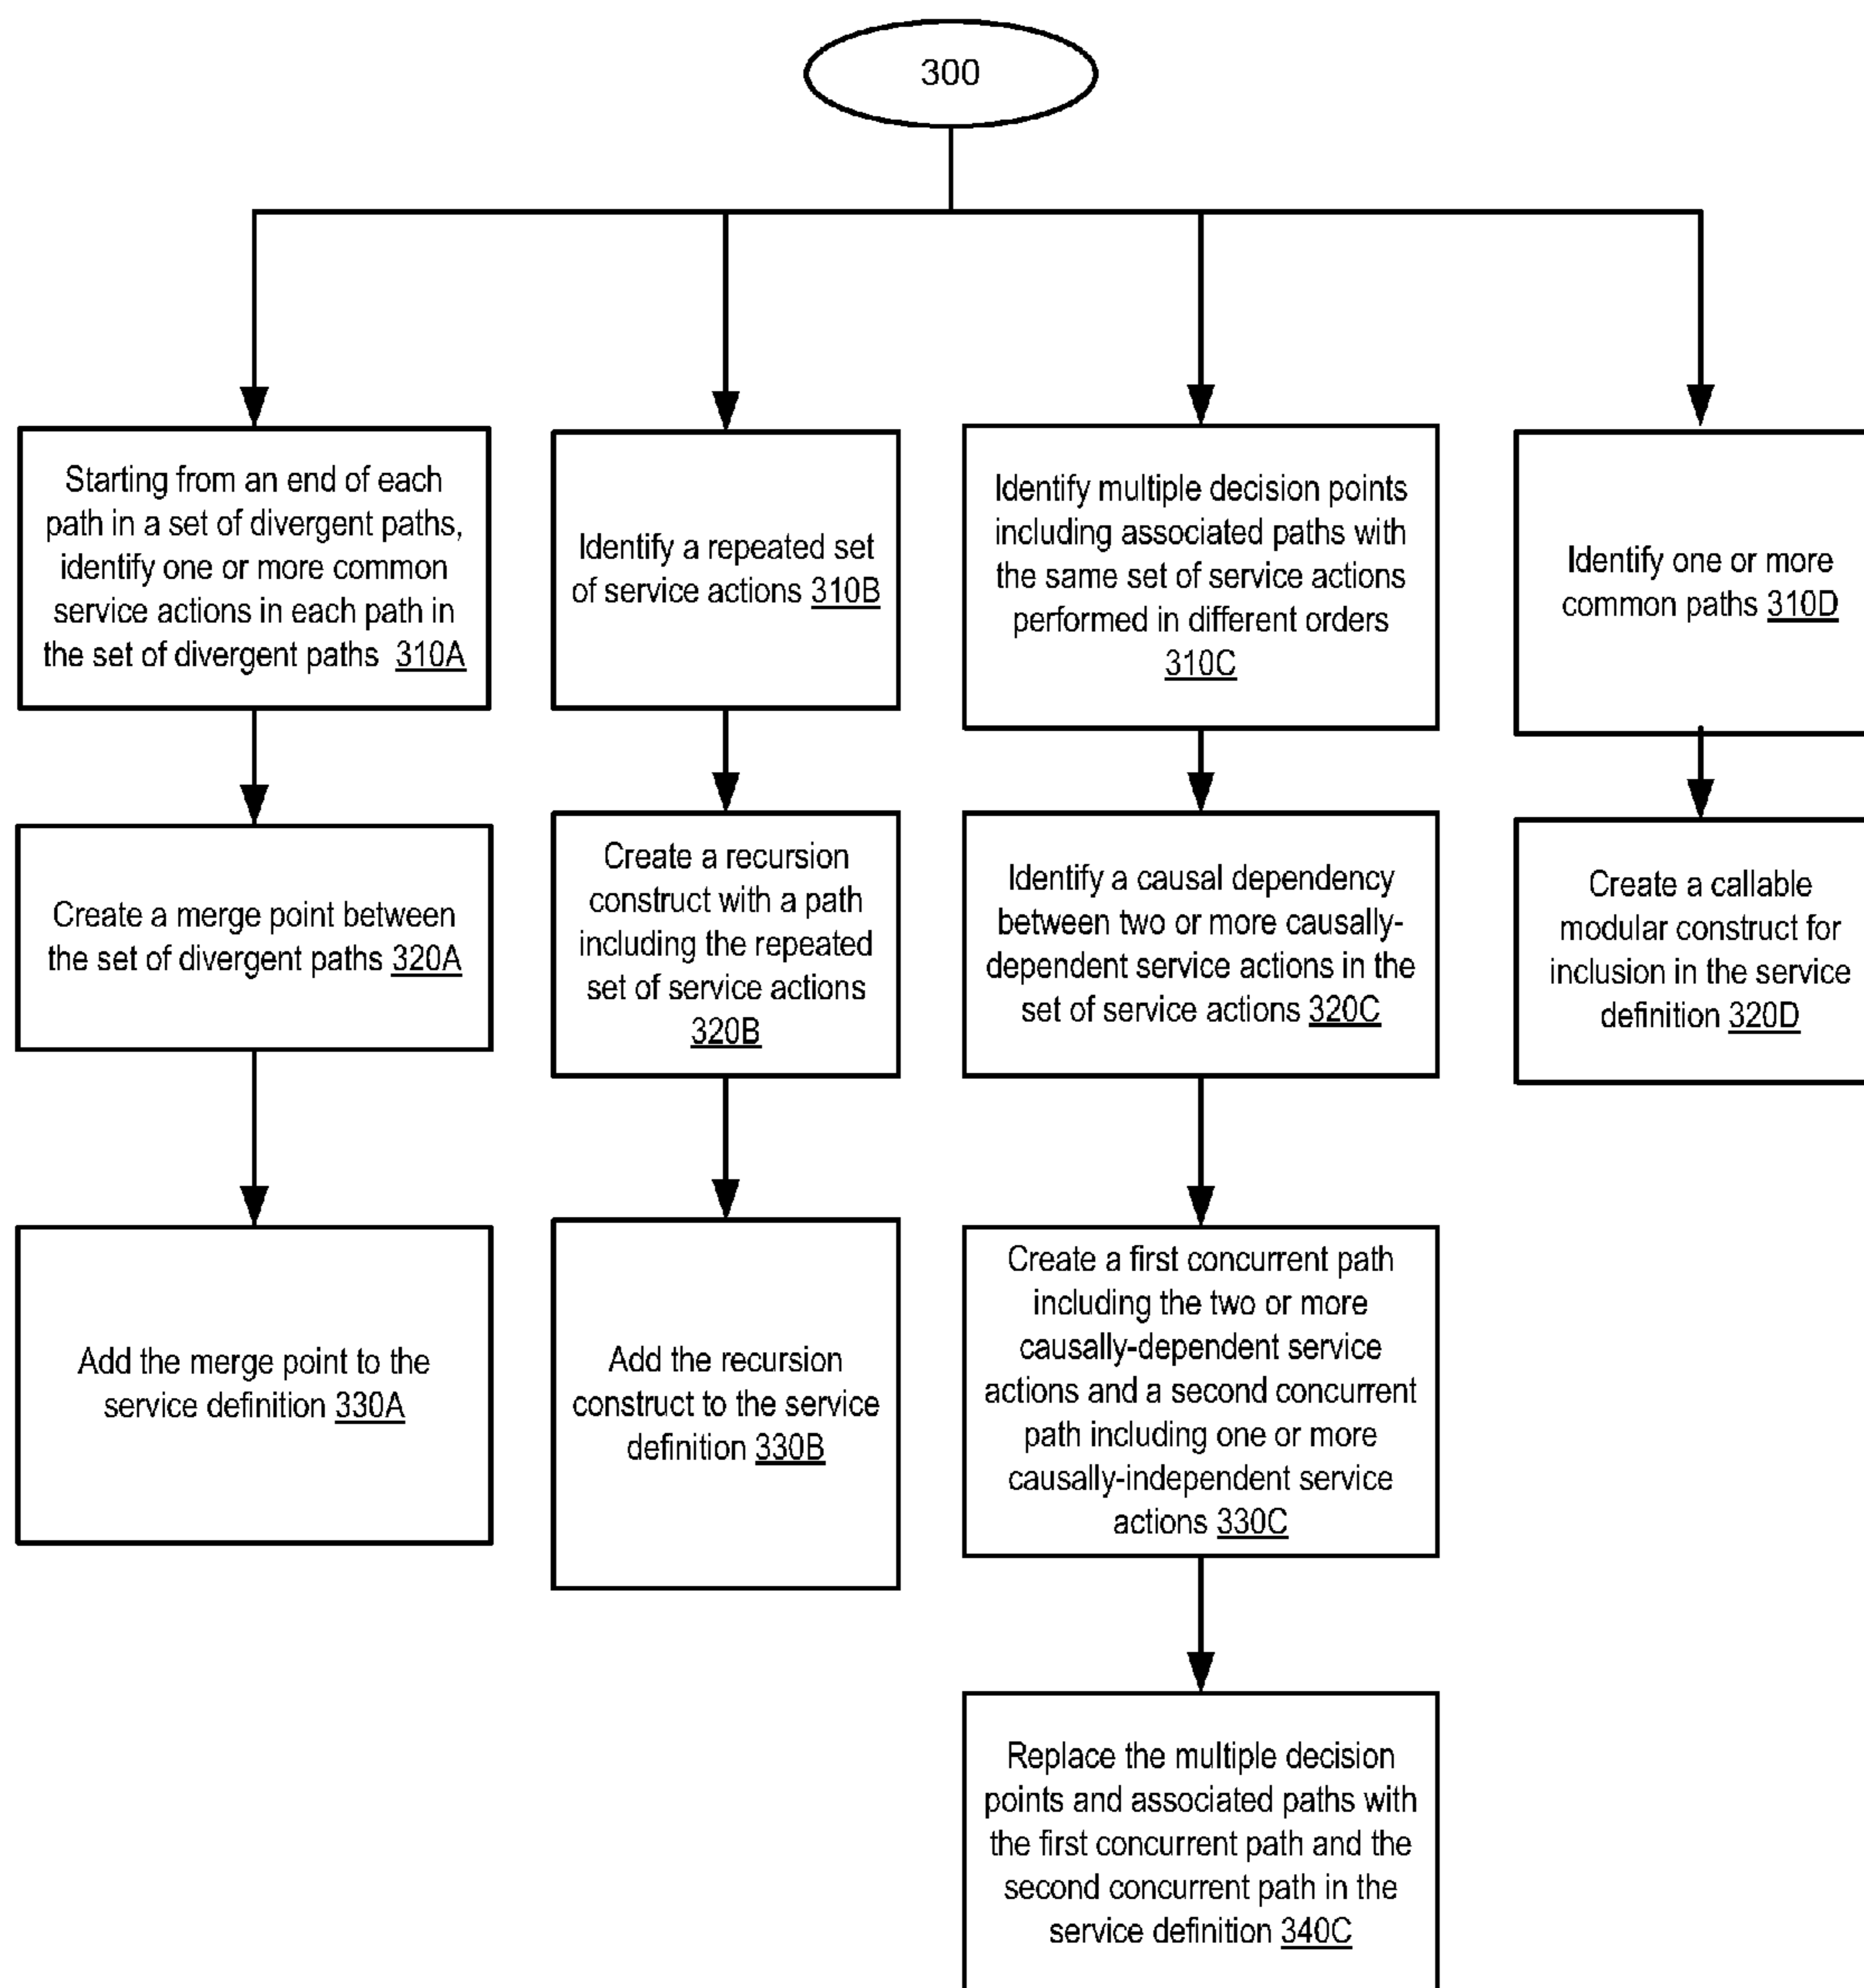 300
Starting from an end of each
path in a set of divergent paths,
identify one or more common
service actions in each path in
the set of divergent paths 310A
Identify a repeated set
of service actions 310B
Identify multiple decision points
including associated paths with
the same set of service actions
performed in different orders
310C
Identify one or more
common paths 310D
Create a merge point between
the set of divergent paths 320A
Create a recursion
construct with a path
including the repeated
set of service actions
320B
Identify a causal dependency
between two or more causally-
dependent service actions in the
set of service actions 320C
Create a callable
modular construct for
inclusion in the service
definition 320D
Add the merge point to the
service definition 330A
Add the recursion
construct to the service
definition 330B
Create a first concurrent path
including the two or more
causally-dependent service
actions and a second concurrent
path including one or more
causally-independent service
actions 330C
Replace the multiple decision
points and associated paths with
the first concurrent path and the
second concurrent path in the
service definition 340C